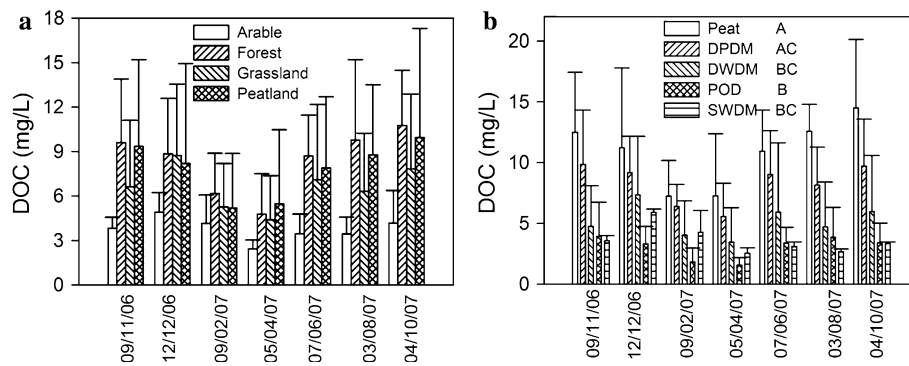 a
DOC (mg/L)
18
15
12
9
6
3
0
Arable
Forest
Grassland
Peatland
09/11/06
12/12/06
09/02/07
05/04/07
07/06/07
03/08/07
04/10/07
b
DOC (mg/L)
20
15
10
5
0
Peat A
DPDM AC
DWDM BC
POD B
SWDM BC
09/11/06
12/12/06
09/02/07
05/04/07
07/06/07
03/08/07
04/10/07